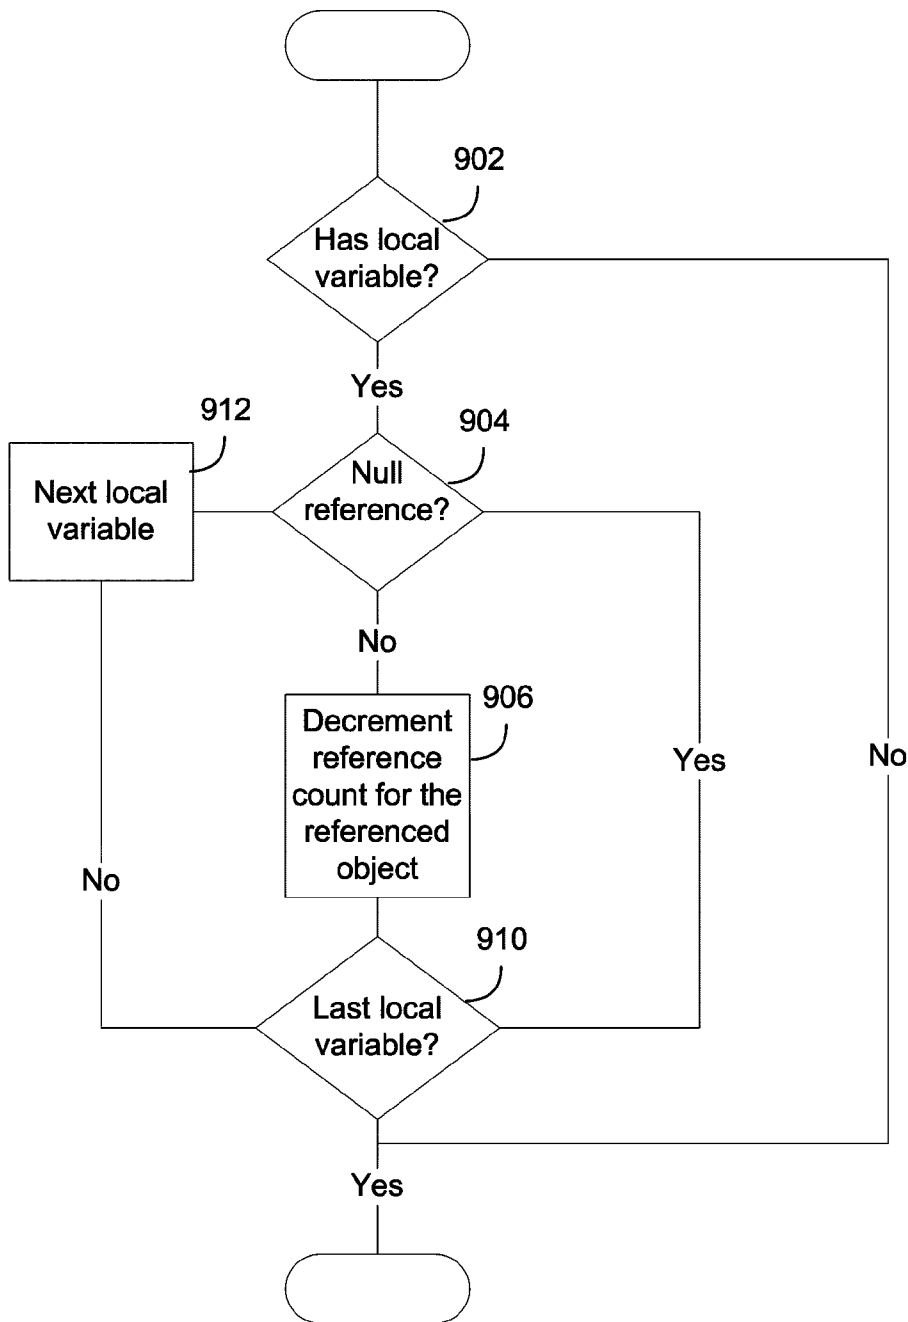 902
Has local
variable?
Yes
912
904
Next local
variable
Null
reference?
No
906
Decrement
reference
count for the
referenced
object
Yes
No
No
910
Last local
variable?
Yes